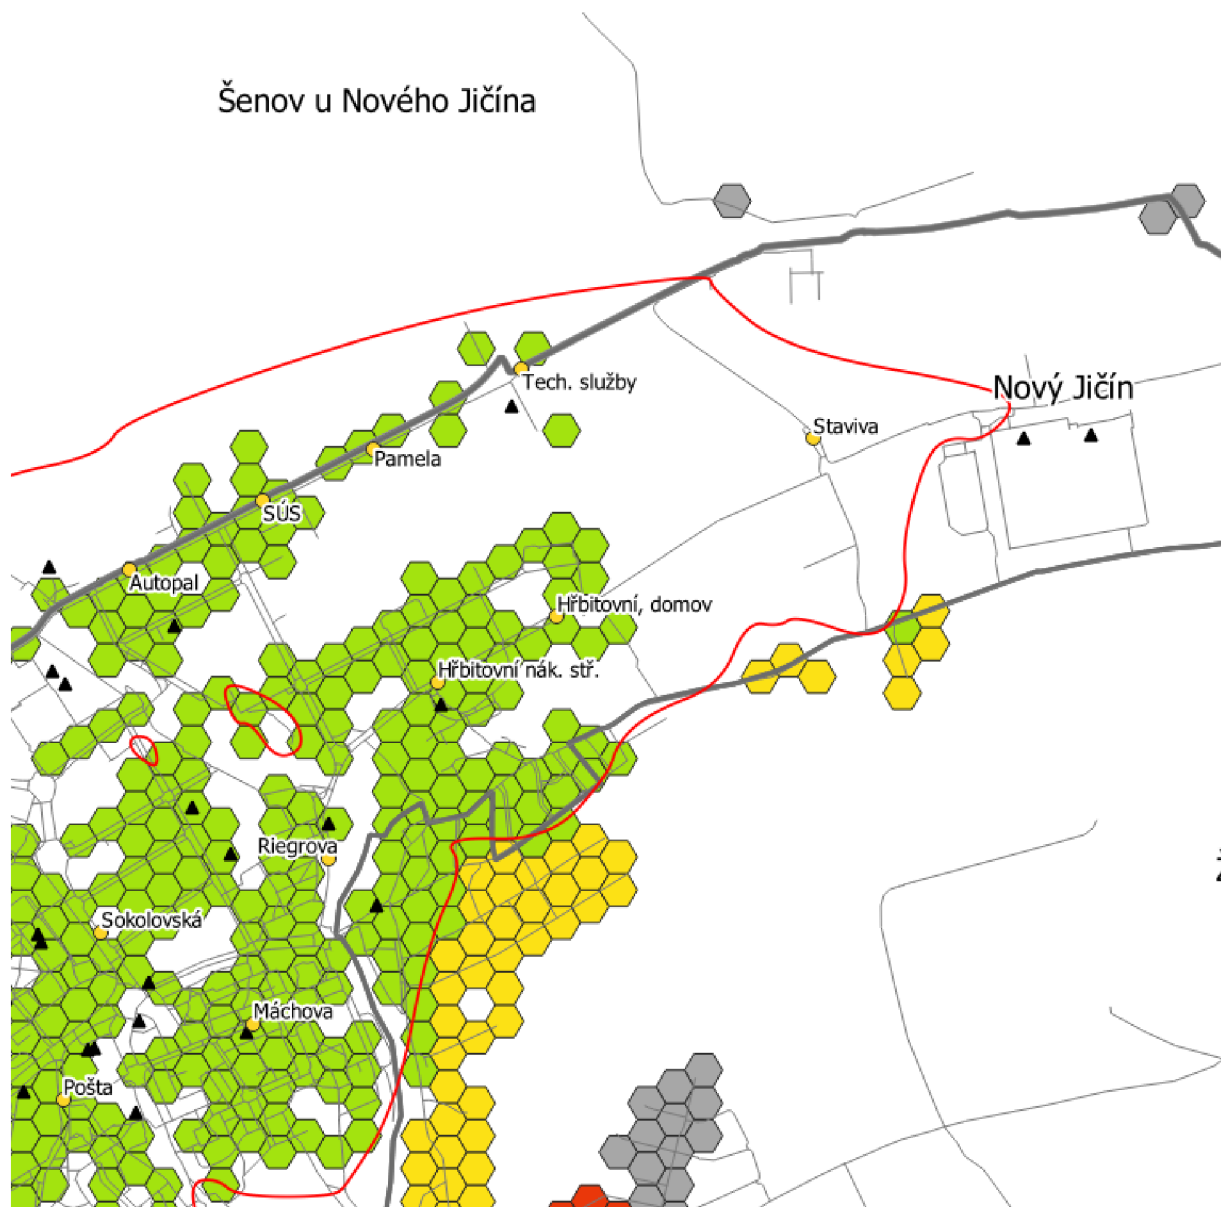 Šenov u Nového Jičína
Tech. služby
Nový Jičín
Staviva
Pamela
SÚS
Autopal
Hřbitovní, domov
Hřbitovní nák. stř.
Riegrova
Sokolovská
Máchova
Pošta